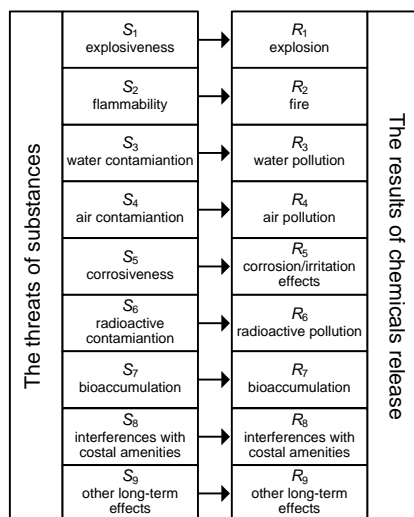 The threats of substances
S1
explosiveness
R1
explosion
S2
flammability
R2
fire
S3
water contamiantion
R3
water pollution
S4
air contamiantion
R4
air pollution
S5
corrosiveness
R5
corrosion/irritation
effects
S6
radioactive
contamiantion
R6
radioactive pollution
S7
bioaccumulation
R7
bioaccumulation
S8
interferences with
costal amenities
R8
interferences with
costal amenities
S9
other long-term
effects
R9
other long-term
effects
The results of chemicals release